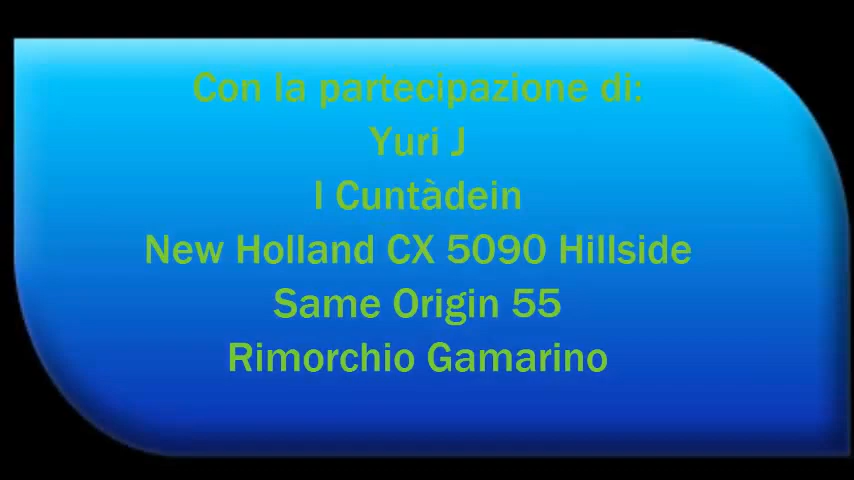 Con la partecipazione di:
Yuri J
I Cuntàdein
New Holland CX 5090 Hillside
Same Origin 55
Rimorchio Gamarino